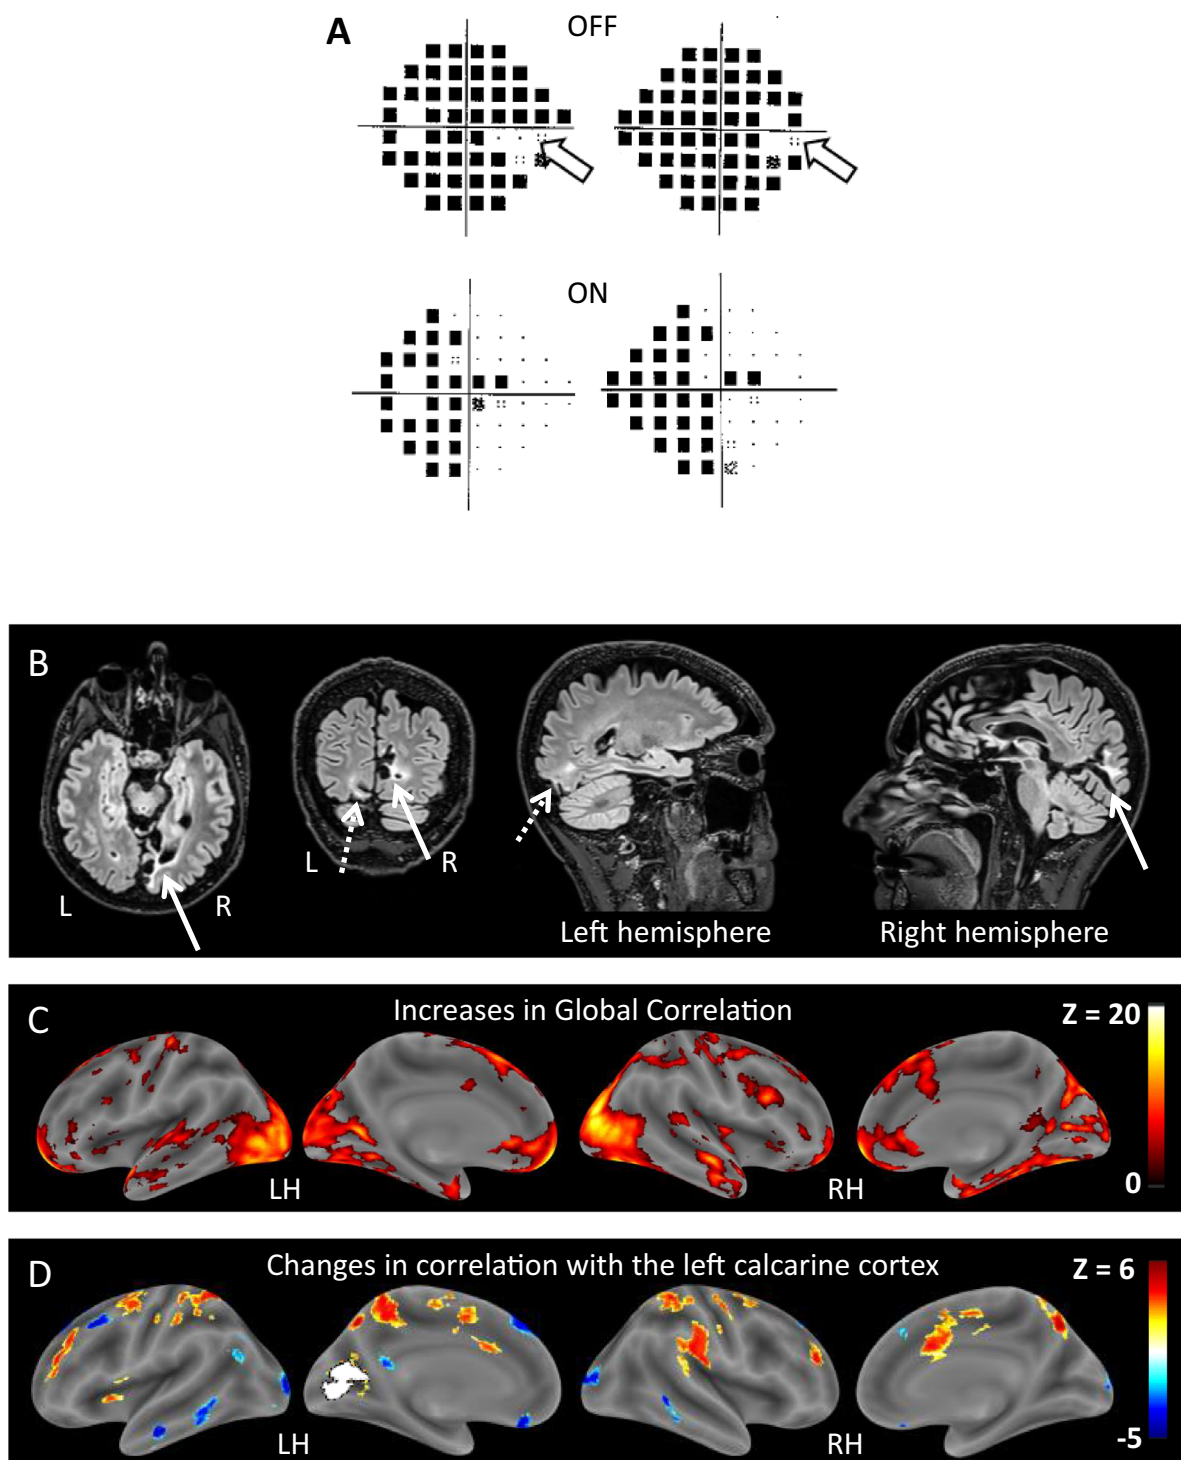 A
OFF
ON
B
L
R
L
R
Left hemisphere
Right hemisphere
C
Increases in Global Correlation
Z = 20
0
LH
RH
D
Changes in correlation with the left calcarine cortex
Z = 6
-5
LH
RH